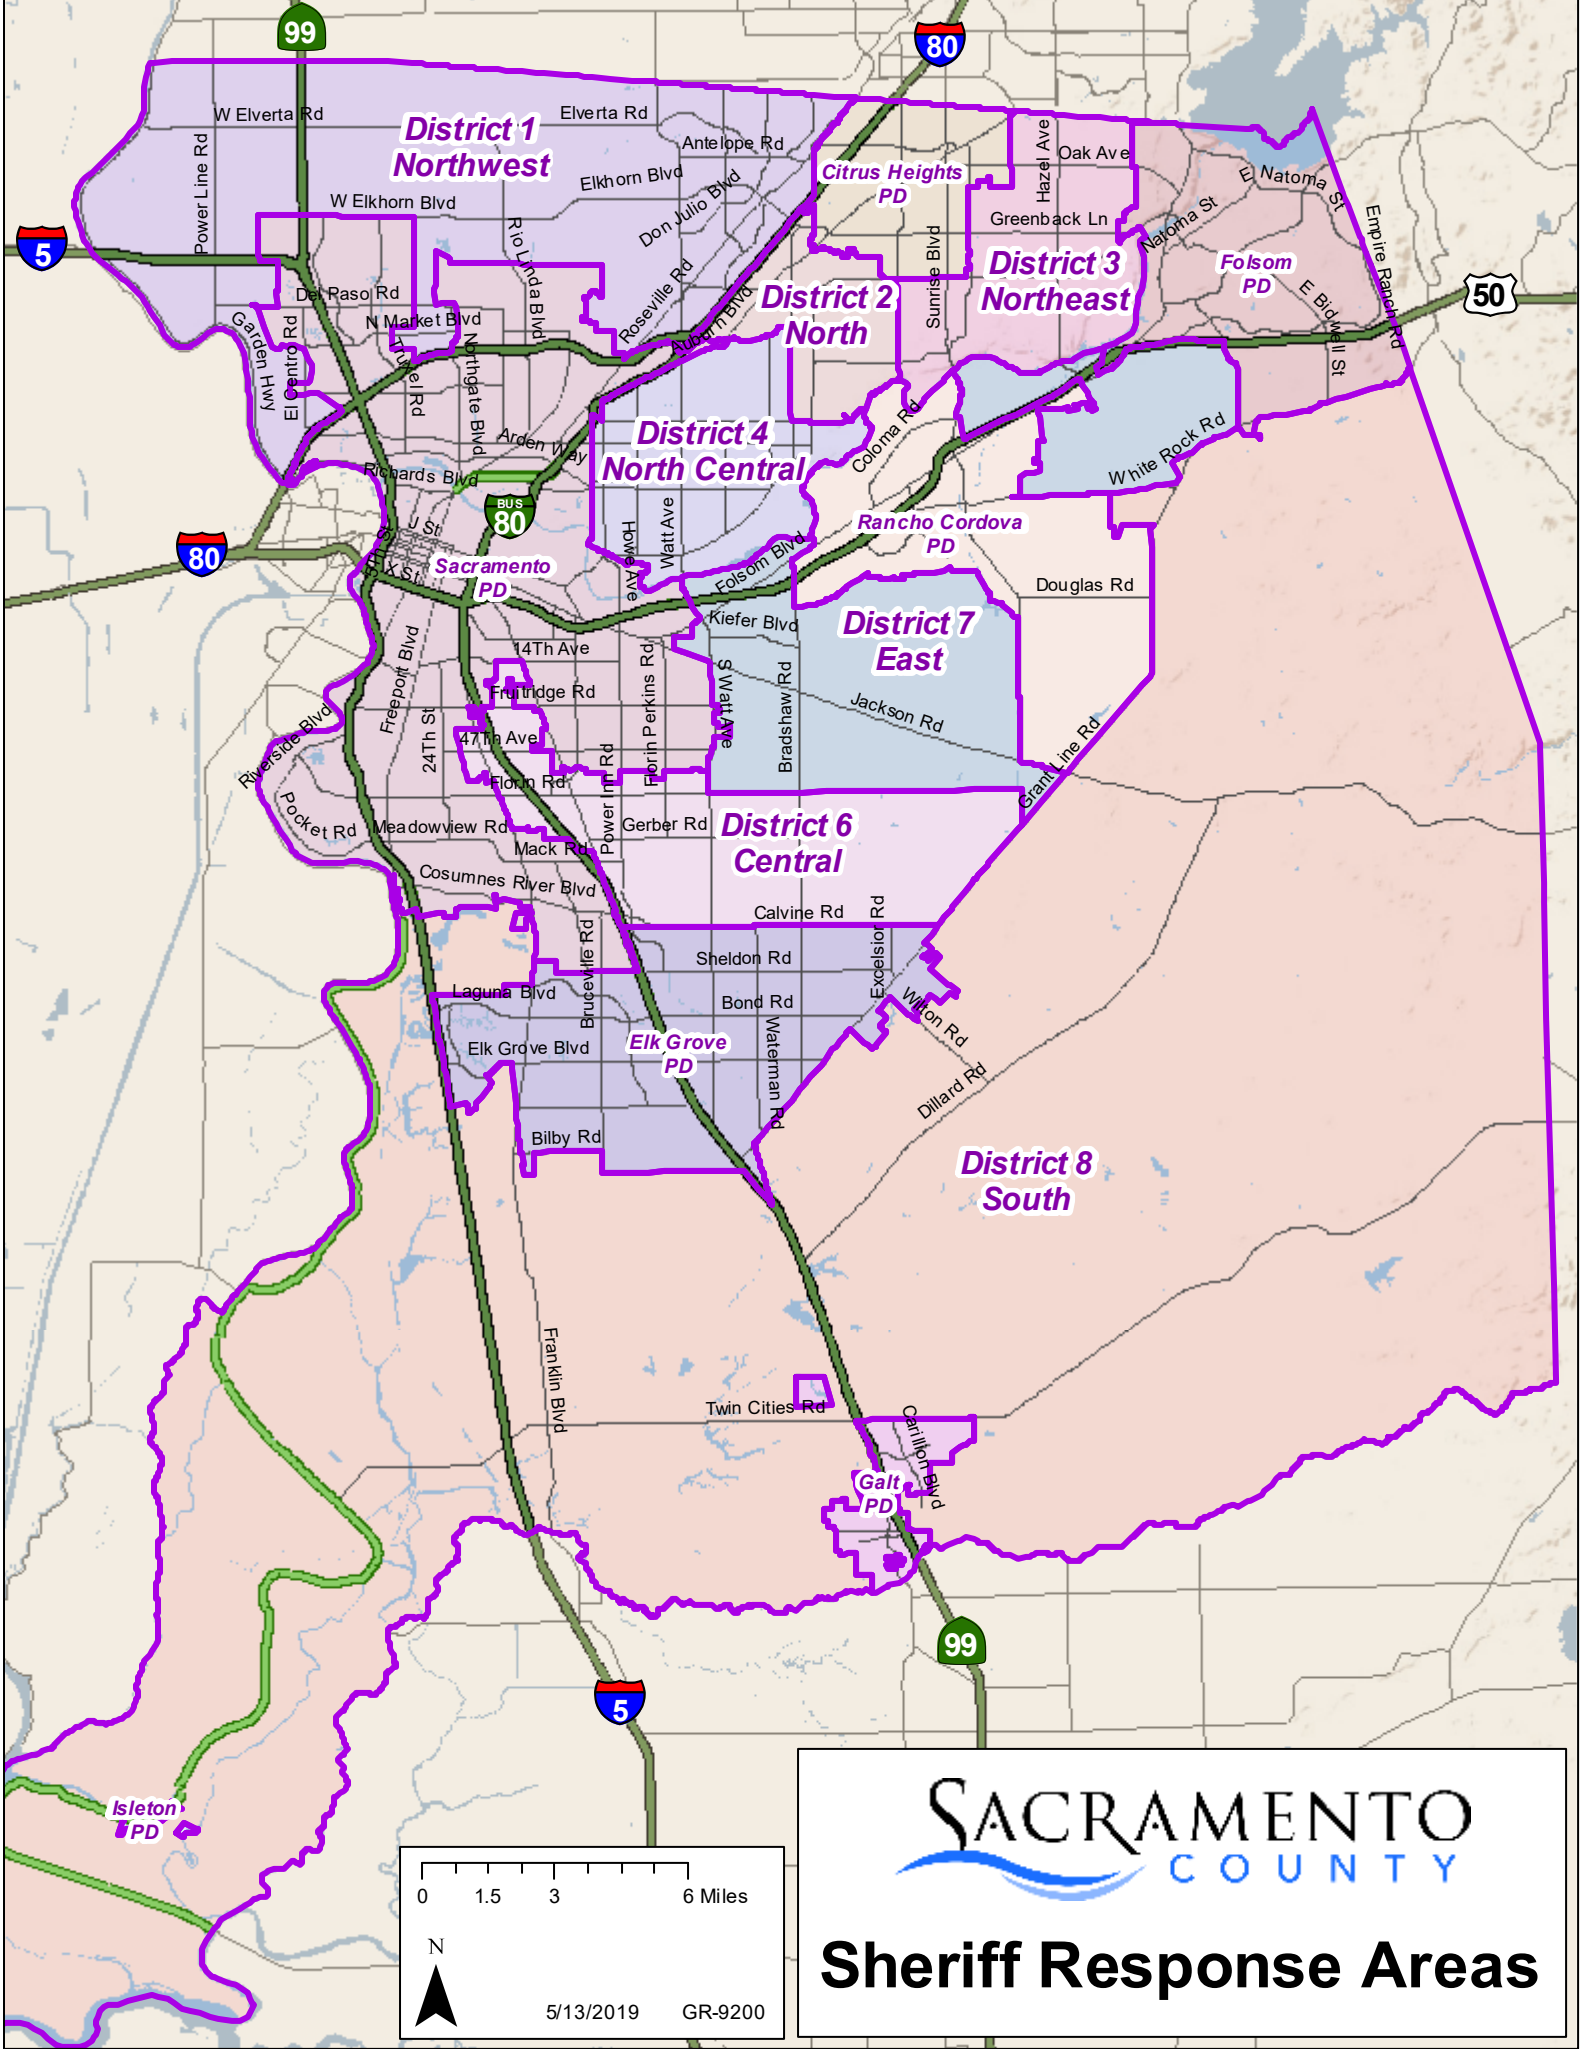 99
80
W Elverta Rd
Elverta Rd
District 1
Northwest
Antelope Rd
Power Line Rd
Elkhorn Blvd
Don Julio Blvd
Citrus Heights
PD
Hazel Ave
Oak Ave
E Natoma St
W Elkhorn Blvd
Rio Linda Blvd
Greenback Ln
Natoma St
Empire Ranch Rd
5
Sunrise Blvd
District 3
Northeast
Folsom
PD
50
Del Paso Rd
N Market Blvd
Roseville Rd
Auburn Blvd
District 2
North
E Bidwell St
Garden Hwy
El Centro Rd
Truxel Rd
Northgate Blvd
Arden Way
District 4
North Central
Coloma Rd
White Rock Rd
Richards Blvd
BUS
80
80
J St
5Th St
X St
Sacramento
PD
Howe Ave
Watt Ave
Folsom Blvd
Rancho Cordova
PD
Douglas Rd
Kiefer Blvd
District 7
East
Freeport Blvd
14Th Ave
Fruitridge Rd
Florin Perkins Rd
S Watt Ave
Bradshaw Rd
Jackson Rd
Riverside Blvd
24Th St
47Th Ave
Power Inn Rd
Florin Rd
Grant Line Rd
Pocket Rd
Meadowview Rd
Gerber Rd
District 6
Central
Mack Rd
Cosumnes River Blvd
Calvine Rd
Excelsior Rd
Bruceville Rd
Sheldon Rd
Laguna Blvd
Bond Rd
Wilton Rd
Elk Grove Blvd
Elk Grove
PD
Waterman Rd
Dillard Rd
Bilby Rd
District 8
South
Franklin Blvd
Twin Cities Rd
Carillion Blvd
Galt
PD
99
5
Isleton
PD
0 1.5 3 6 Miles
N
5/13/2019 GR-9200
SACRAMENTO
COUNTY
Sheriff Response Areas